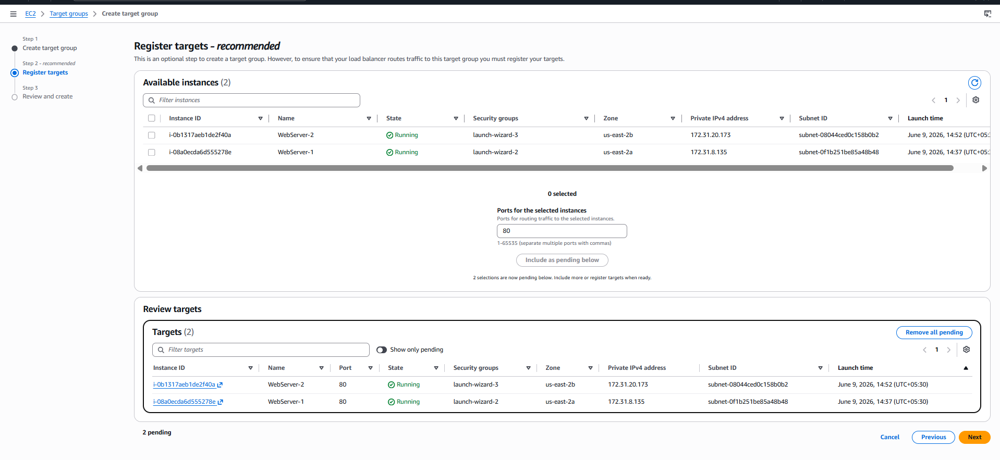 EC2 > Target groups > Create target group
Step 1
Create target group
Step 2 - recommended
Register targets
Step 3
Review and create
Register targets - recommended
This is an optional step to create a target group. However, to ensure that your load balancer routes traffic to this target group you must register your targets.
Available instances (2)
Filter instances
1
Instance ID Name State Security groups Zone Private IPv4 address Subnet ID Launch time
i-0b1317aeb1de2f40a WebServer-2 Running launch-wizard-3 us-east-2b 172.31.20.173 subnet-08044ced0c158b0b2 June 9, 2026, 14:52 (UTC+05:
i-08a0ecda6d555278e WebServer-1 Running launch-wizard-2 us-east-2a 172.31.8.135 subnet-0f1b251be85a48b48 June 9, 2026, 14:37 (UTC+05:
0 selected
Ports for the selected instances
Ports for routing traffic to the selected instances.
80
1-65535 (separate multiple ports with commas)
Include as pending below
2 selections are now pending below. Include more or register targets when ready.
Review targets
Targets (2)
Remove all pending
Filter targets
Show only pending
1
Instance ID Name Port State Security groups Zone Private IPv4 address Subnet ID Launch time
i-0b1317aeb1de2f40a WebServer-2 80 Running launch-wizard-3 us-east-2b 172.31.20.173 subnet-08044ced0c158b0b2 June 9, 2026, 14:52 (UTC+05:30)
i-08a0ecda6d555278e WebServer-1 80 Running launch-wizard-2 us-east-2a 172.31.8.135 subnet-0f1b251be85a48b48 June 9, 2026, 14:37 (UTC+05:30)
2 pending
Cancel
Previous
Next